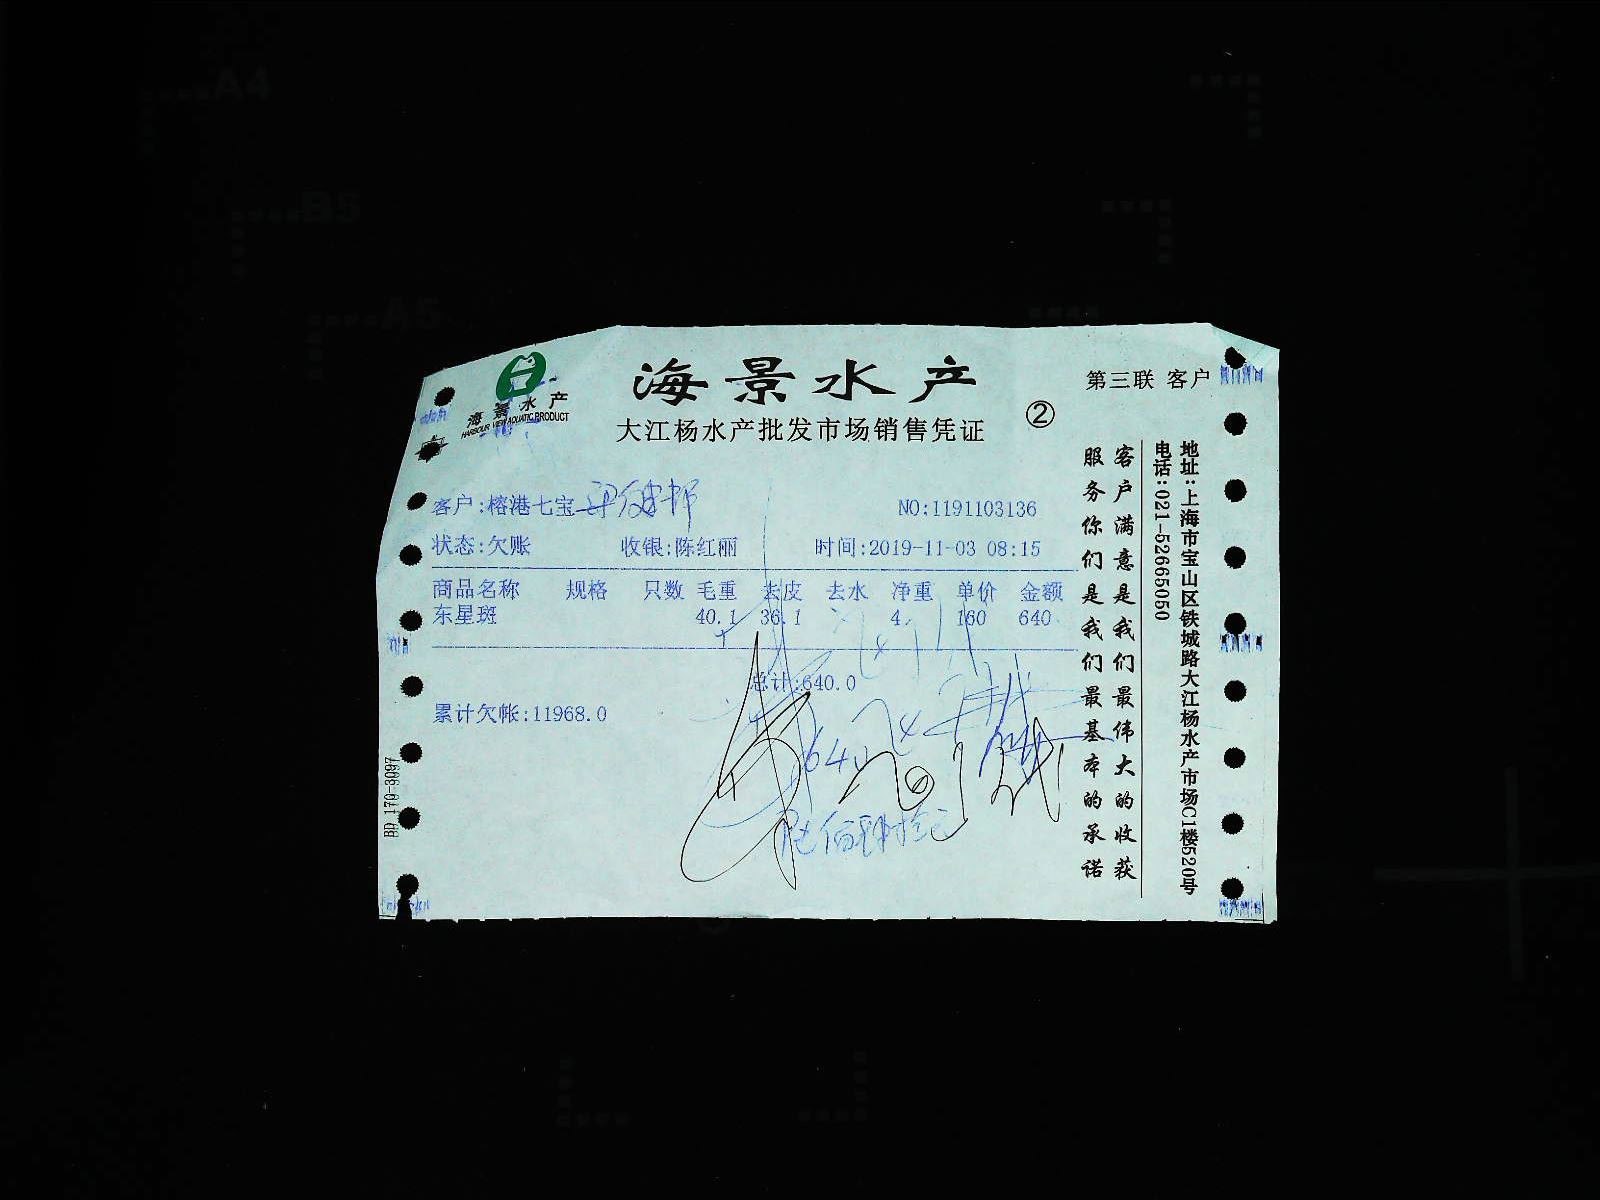 A4
B5
A5
海景水产
HARBOUR VIEW AQUATIC PRODUCT
海景水产
大江杨水产批发市场销售凭证
②
第三联 客户
客户:榕港七宝
NO:1191103136
状态:欠账 收银:陈红丽 时间:2019-11-03 08:15
商品名称 规格 只数 毛重 去皮 去水 净重 单价 金额
东星斑 40.1 36.1 4. 160 640
总计:640.0
累计欠帐:11968.0
BD 170-3097
客户满意是我们最伟大的收获
服务你们是我们最基本的承诺
地址:上海市宝山区铁城路大江杨水产市场C1楼520号
电话:021-52665050